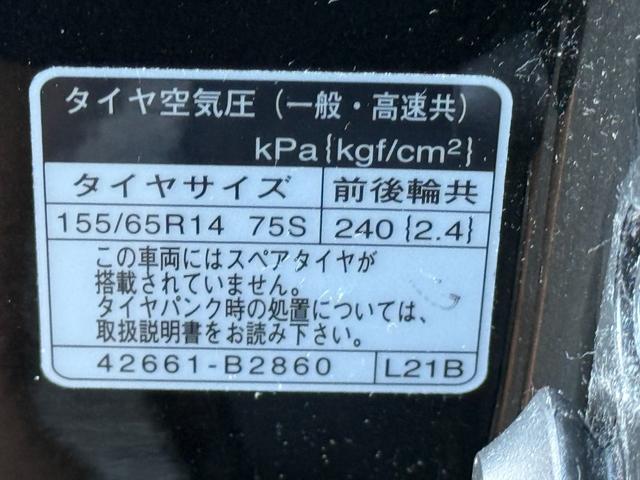 タイヤ空気圧（一般・高速共）
kPa{kgf/cm²}
タイヤサイズ 前後輪共
155/65R14 75S 240{2.4}
この車両にはスペアタイヤが
搭載されていません。
タイヤパンク時の処置については、
取扱説明書をお読み下さい。
42661-B2860 L21B